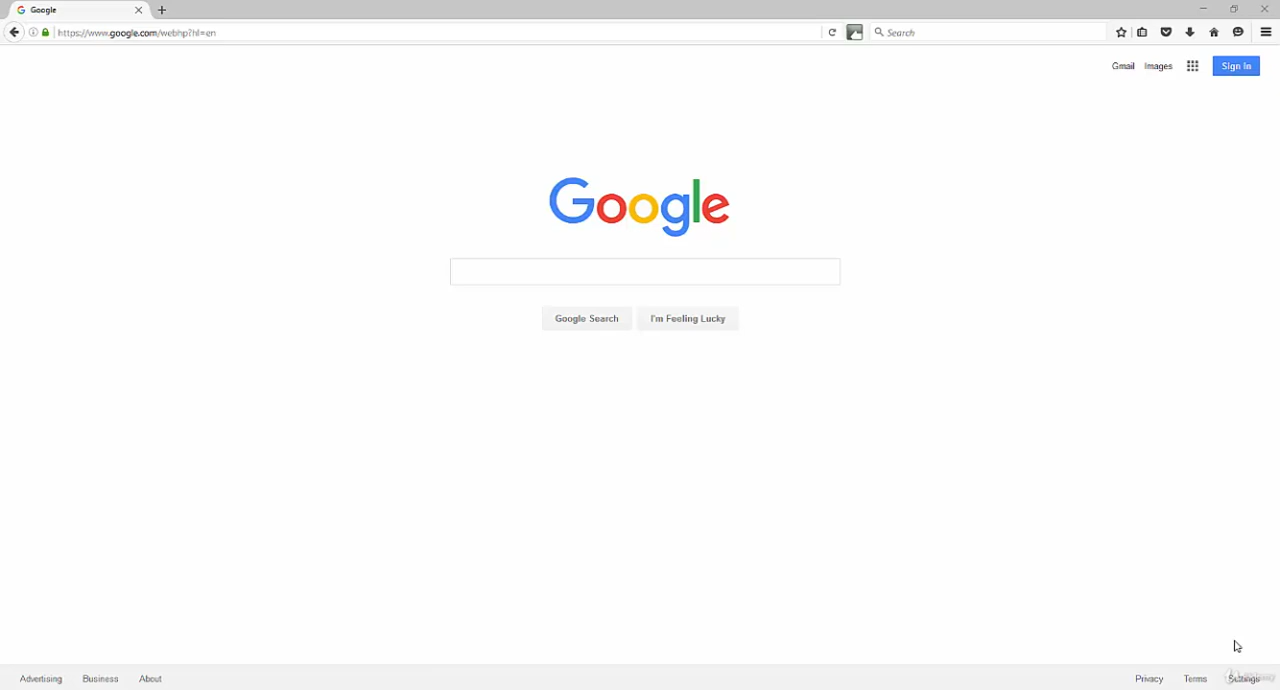 Google
https://www.google.com/webhp?hl=en
Search
Gmail Images Sign In
Google
Google Search I'm Feeling Lucky
Advertising Business About Privacy Terms Settings